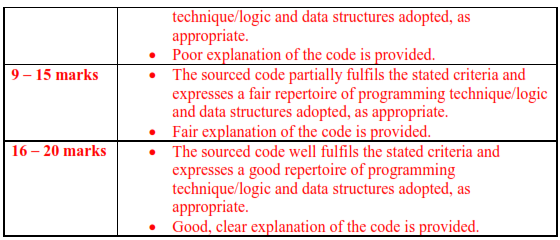 technique/logic and data structures adopted, as
appropriate.
• Poor explanation of the code is provided.
9 – 15 marks
• The sourced code partially fulfils the stated criteria and
expresses a fair repertoire of programming technique/logic
and data structures adopted, as appropriate.
• Fair explanation of the code is provided.
16 – 20 marks
• The sourced code well fulfils the stated criteria and
expresses a good repertoire of programming
technique/logic and data structures adopted, as
appropriate.
• Good, clear explanation of the code is provided.